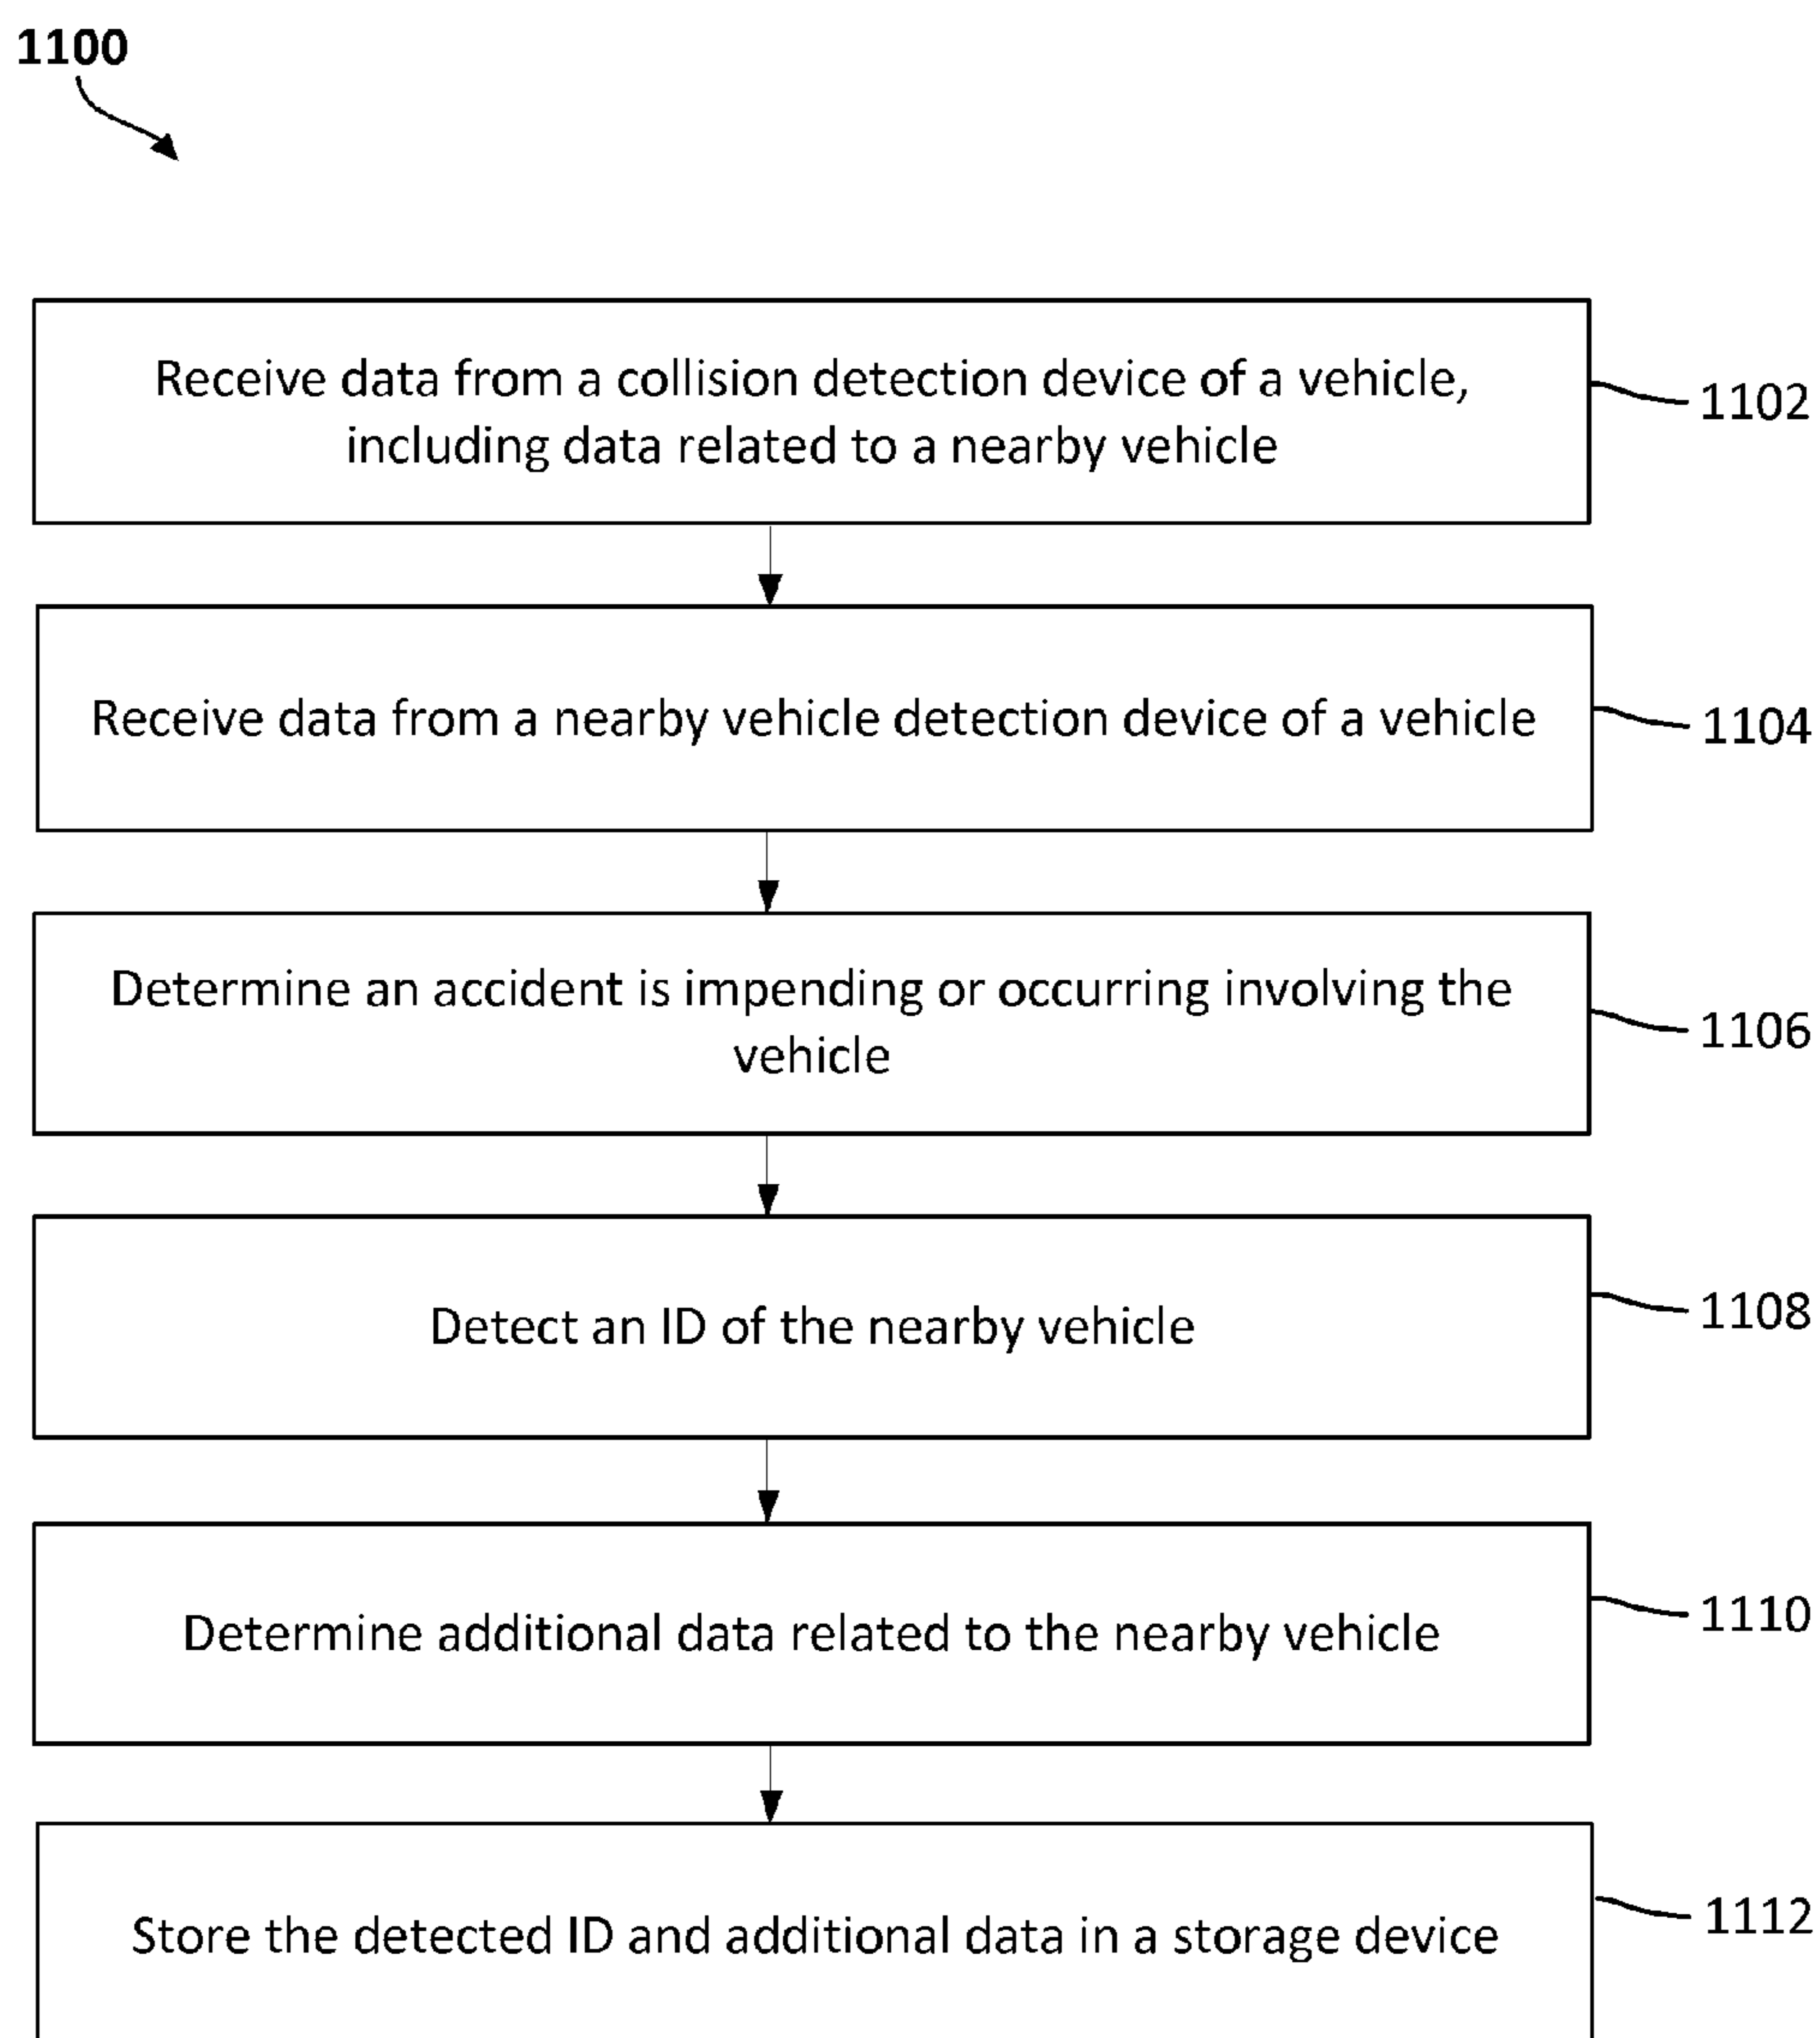 1100
Receive data from a collision detection device of a vehicle,
including data related to a nearby vehicle
1102
Receive data from a nearby vehicle detection device of a vehicle
1104
Determine an accident is impending or occurring involving the
vehicle
1106
Detect an ID of the nearby vehicle
1108
Determine additional data related to the nearby vehicle
1110
Store the detected ID and additional data in a storage device
1112